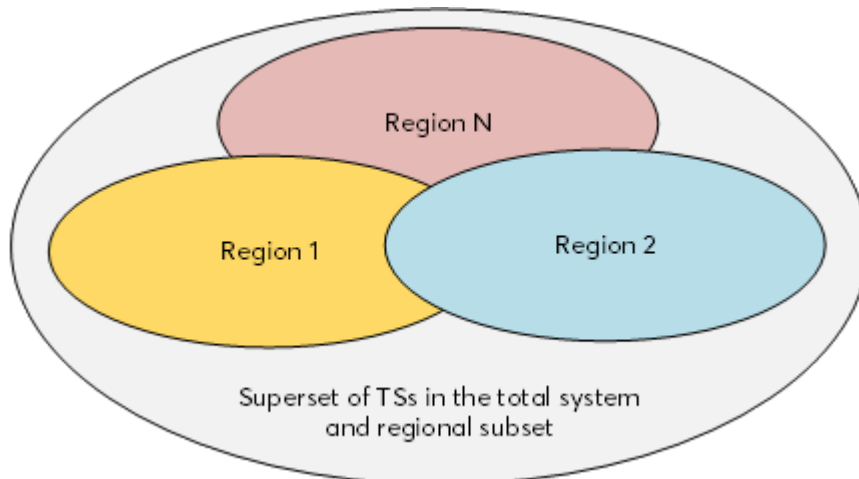 Region N
Region 1
Region 2
Superset of TSs in the total system
and regional subset